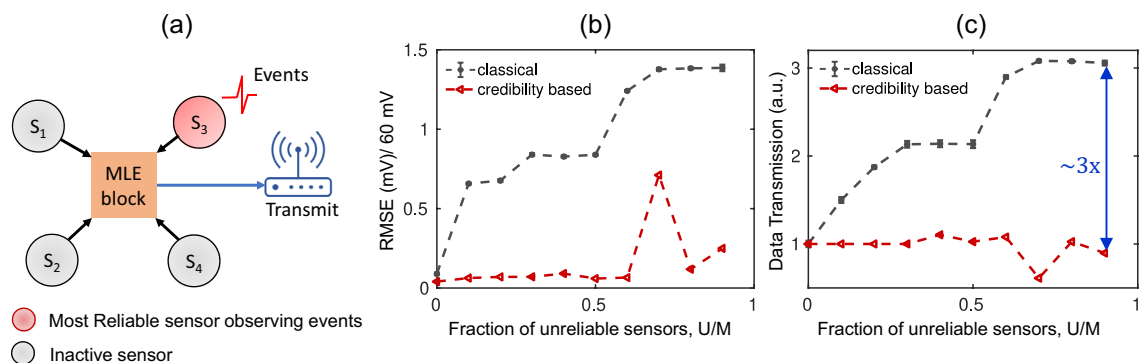 (a)
Events
S1
S3
MLE
block
Transmit
S2
S4
Most Reliable sensor observing events
Inactive sensor
(b)
classical
credibility based
RMSE (mV)/ 60 mV
1.5
1
0.5
0
0
0.5
1
Fraction of unreliable sensors, U/M
(c)
classical
credibility based
~3x
Data Transmission (a.u.)
3
2
1
0
0.5
1
Fraction of unreliable sensors, U/M